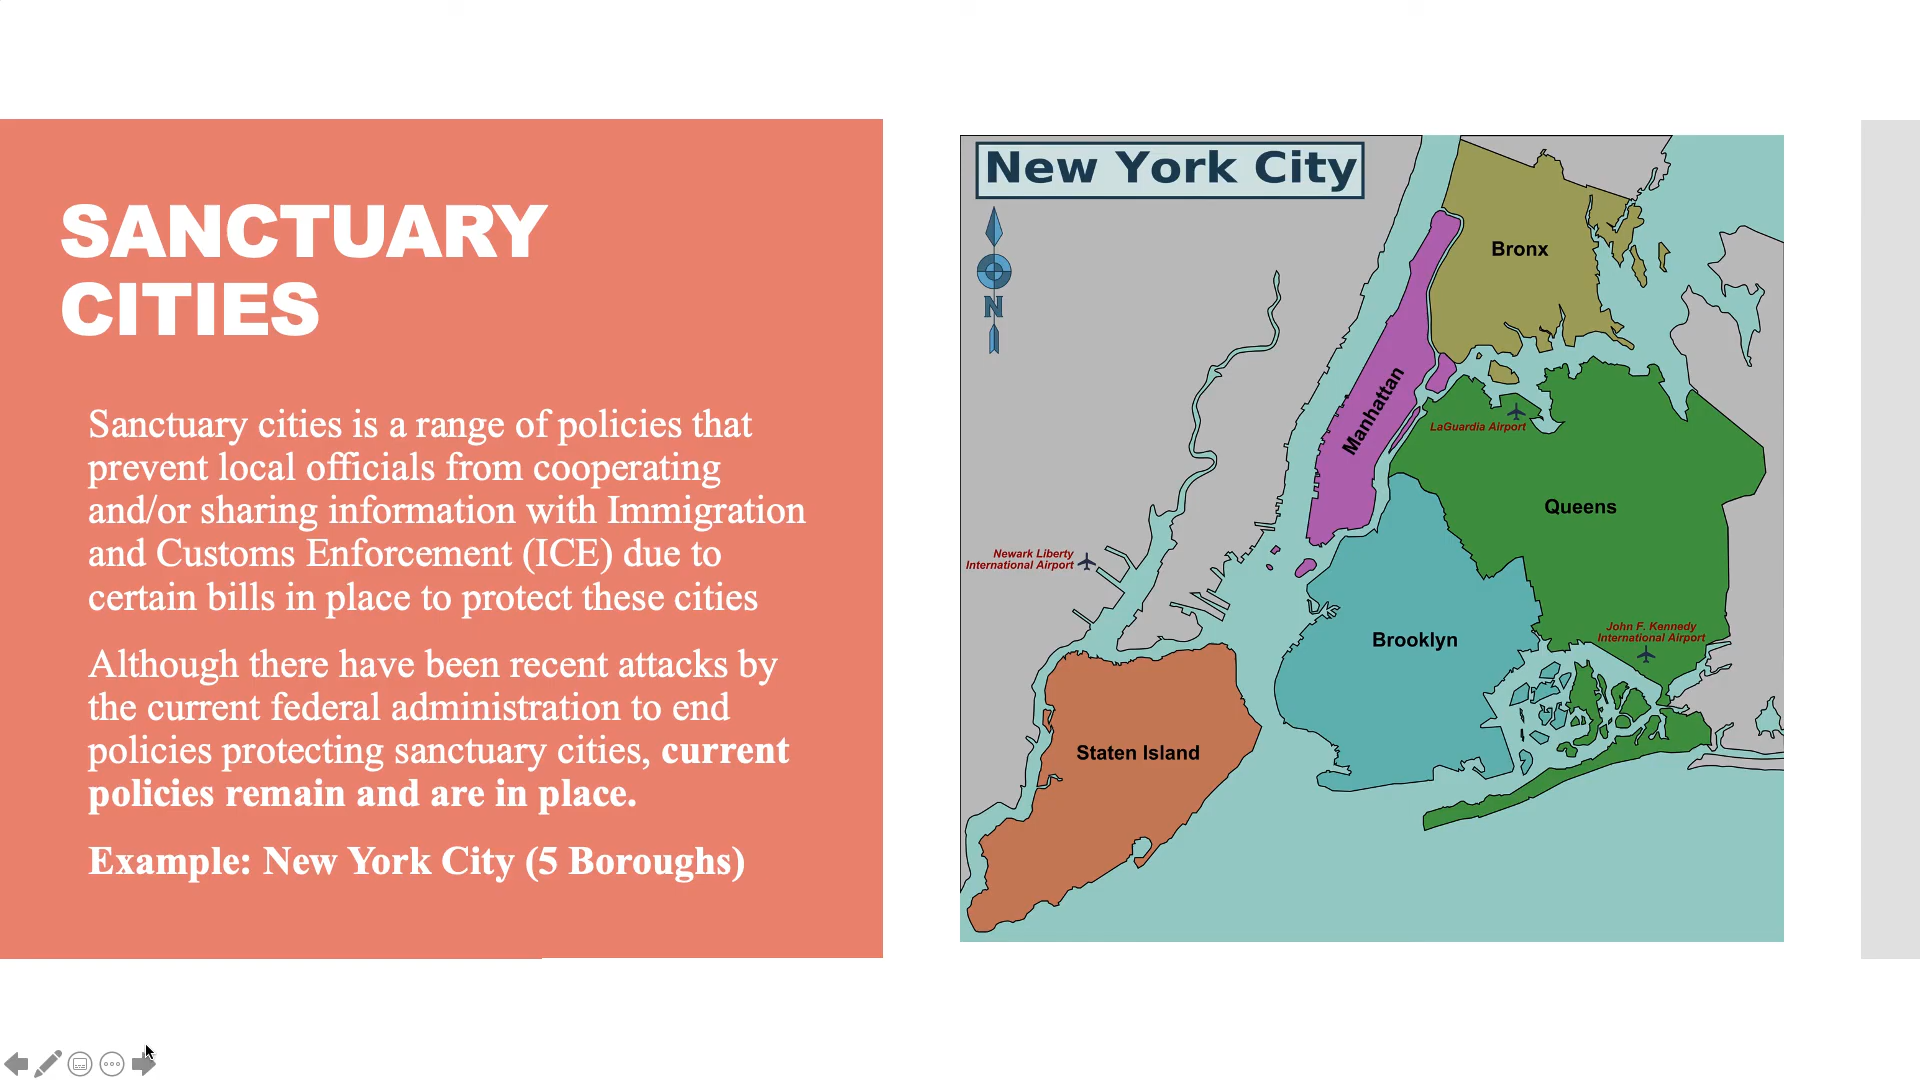 SANCTUARY
CITIES
Sanctuary cities is a range of policies that
prevent local officials from cooperating
and/or sharing information with Immigration
and Customs Enforcement (ICE) due to
certain bills in place to protect these cities
Although there have been recent attacks by
the current federal administration to end
policies protecting sanctuary cities, current
policies remain and are in place.
Example: New York City (5 Boroughs)
New York City
N
Bronx
Manhattan
LaGuardia Airport
Queens
Newark Liberty
International Airport
John F. Kennedy
International Airport
Brooklyn
Staten Island